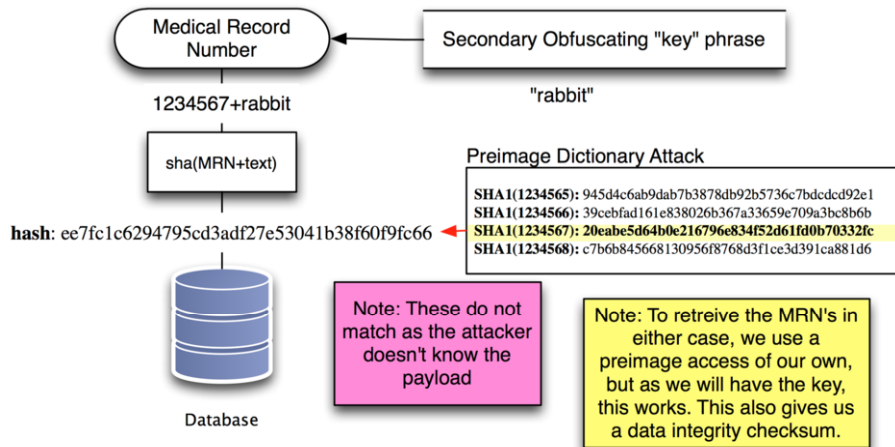 Medical Record
Number
Secondary Obfuscating "key" phrase
1234567+rabbit
"rabbit"
sha(MRN+text)
Preimage Dictionary Attack
SHA1(1234565): 945d4c6ab9dab7b3878db92b5736c7bdcdcd92e1
SHA1(1234566): 39cebfad161e838026b367a33659e709a3bc8b6b
SHA1(1234567): 20eabe5d64b0e216796e834f52d61fd0b70332fc
SHA1(1234568): c7b6b845668130956f8768d3f1ce3d391ca881d6
hash: ee7fc1c6294795cd3adf27e53041b38f60f9fc66
Note: These do not
match as the attacker
doesn't know the
payload
Note: To retreive the MRN's in
either case, we use a
preimage access of our own,
but as we will have the key,
this works. This also gives us
a data integrity checksum.
Database